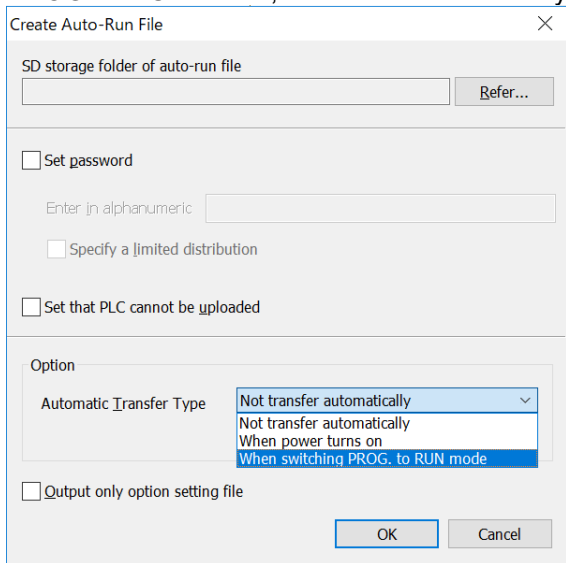 Create Auto-Run File
SD storage folder of auto-run file
Refer...
Set password
Enter in alphanumeric
Specify a limited distribution
Set that PLC cannot be uploaded
Option
Automatic Transfer Type
Not transfer automatically
Not transfer automatically
When power turns on
When switching PROG. to RUN mode
Output only option setting file
OK
Cancel